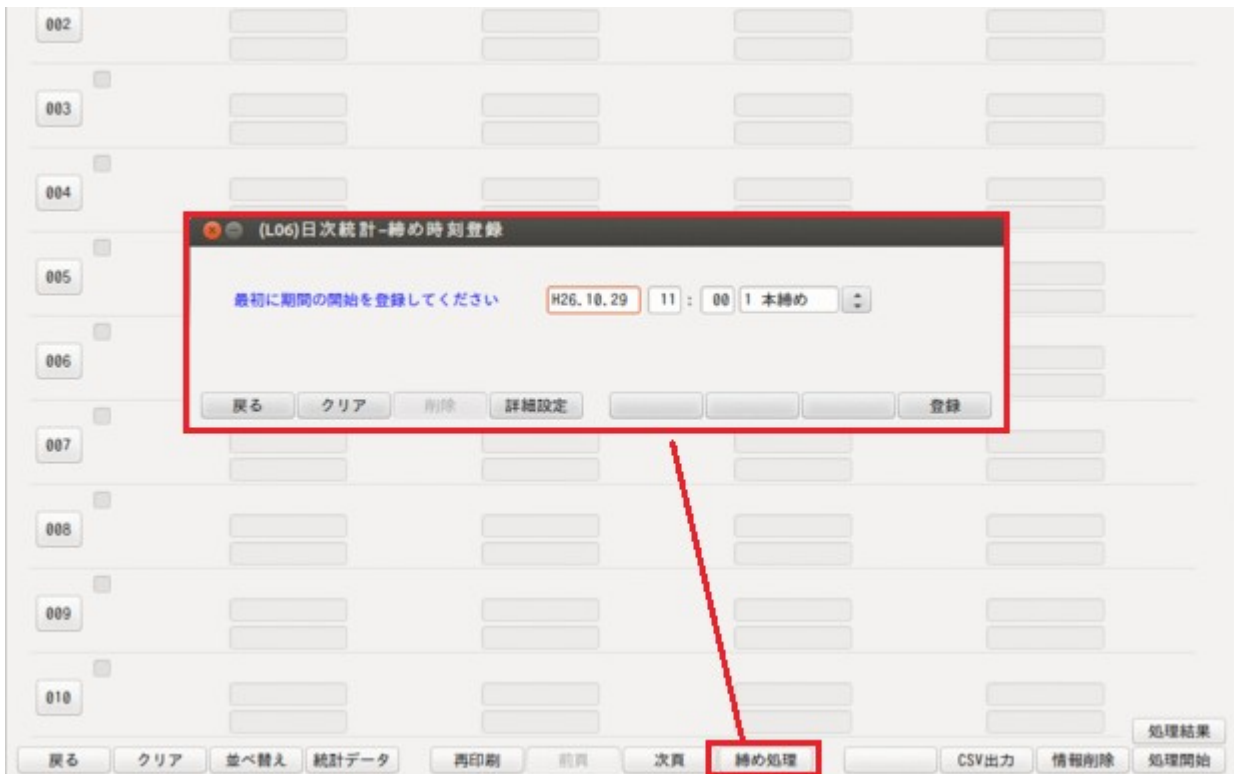 002
003
004
(L06)日次統計-締め時刻登録
005
最初に期間の開始を登録してください H26.10.29 11 : 00 1 本締め
006
戻る クリア 削除 詳細設定 登録
007
008
009
010
処理結果
戻る クリア 並べ替え 統計データ 再印刷 前頁 次頁 締め処理 CSV出力 情報削除 処理開始